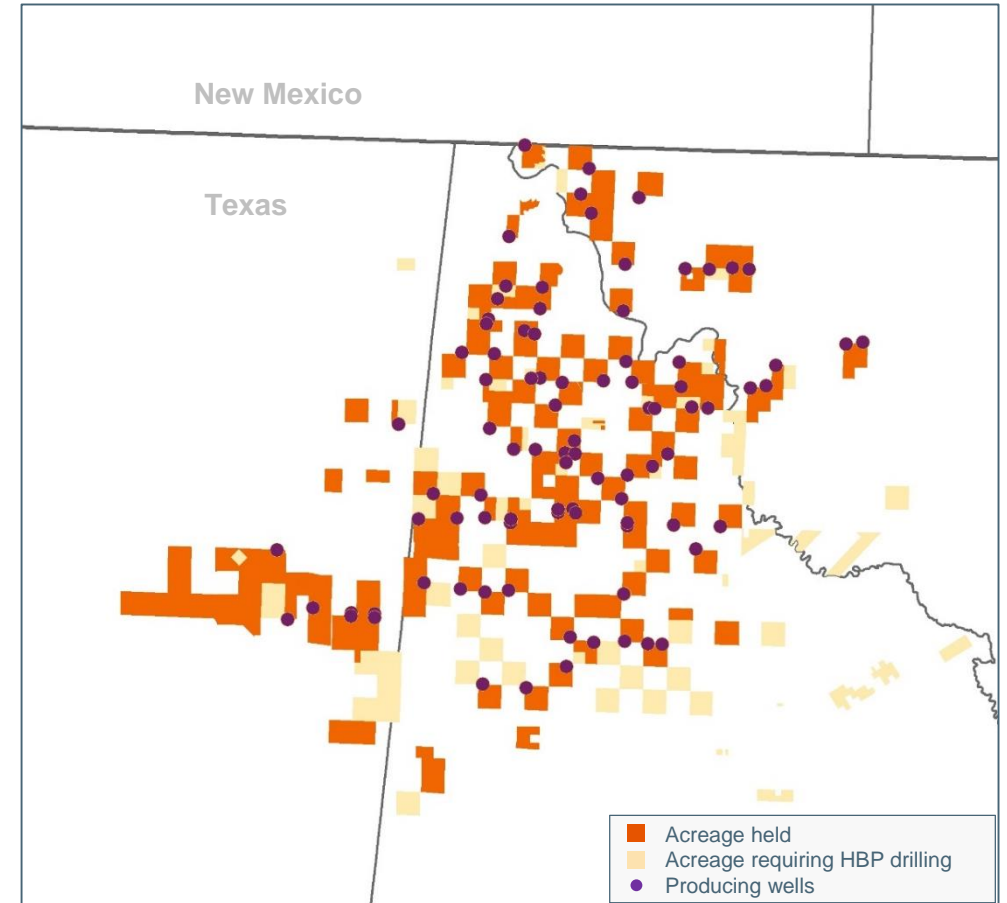 New Mexico
Texas
Acreage held
Acreage requiring HBP drilling
Producing wells